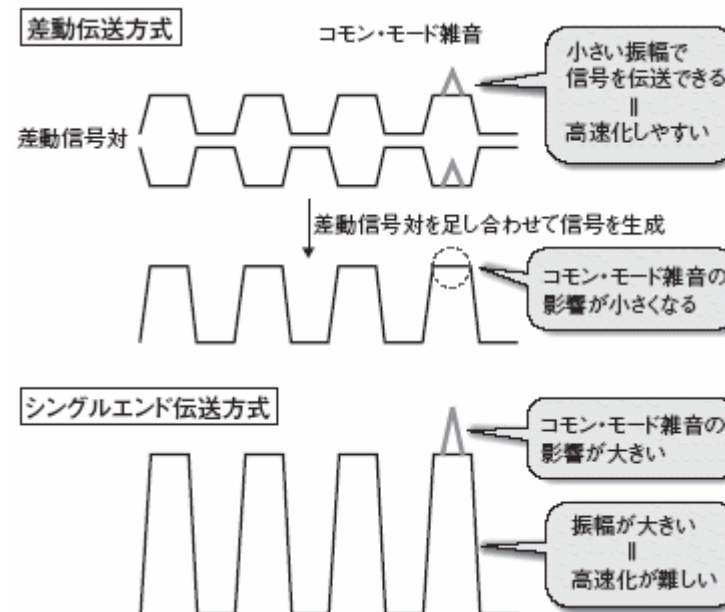 差動伝送方式
コモン・モード雑音
小さい振幅で
信号を伝送できる
||
高速化しやすい
差動信号対
差動信号対を足し合わせて信号を生成
コモン・モード雑音の
影響が小さくなる
シングルエンド伝送方式
コモン・モード雑音の
影響が大きい
振幅が大きい
||
高速化が難しい